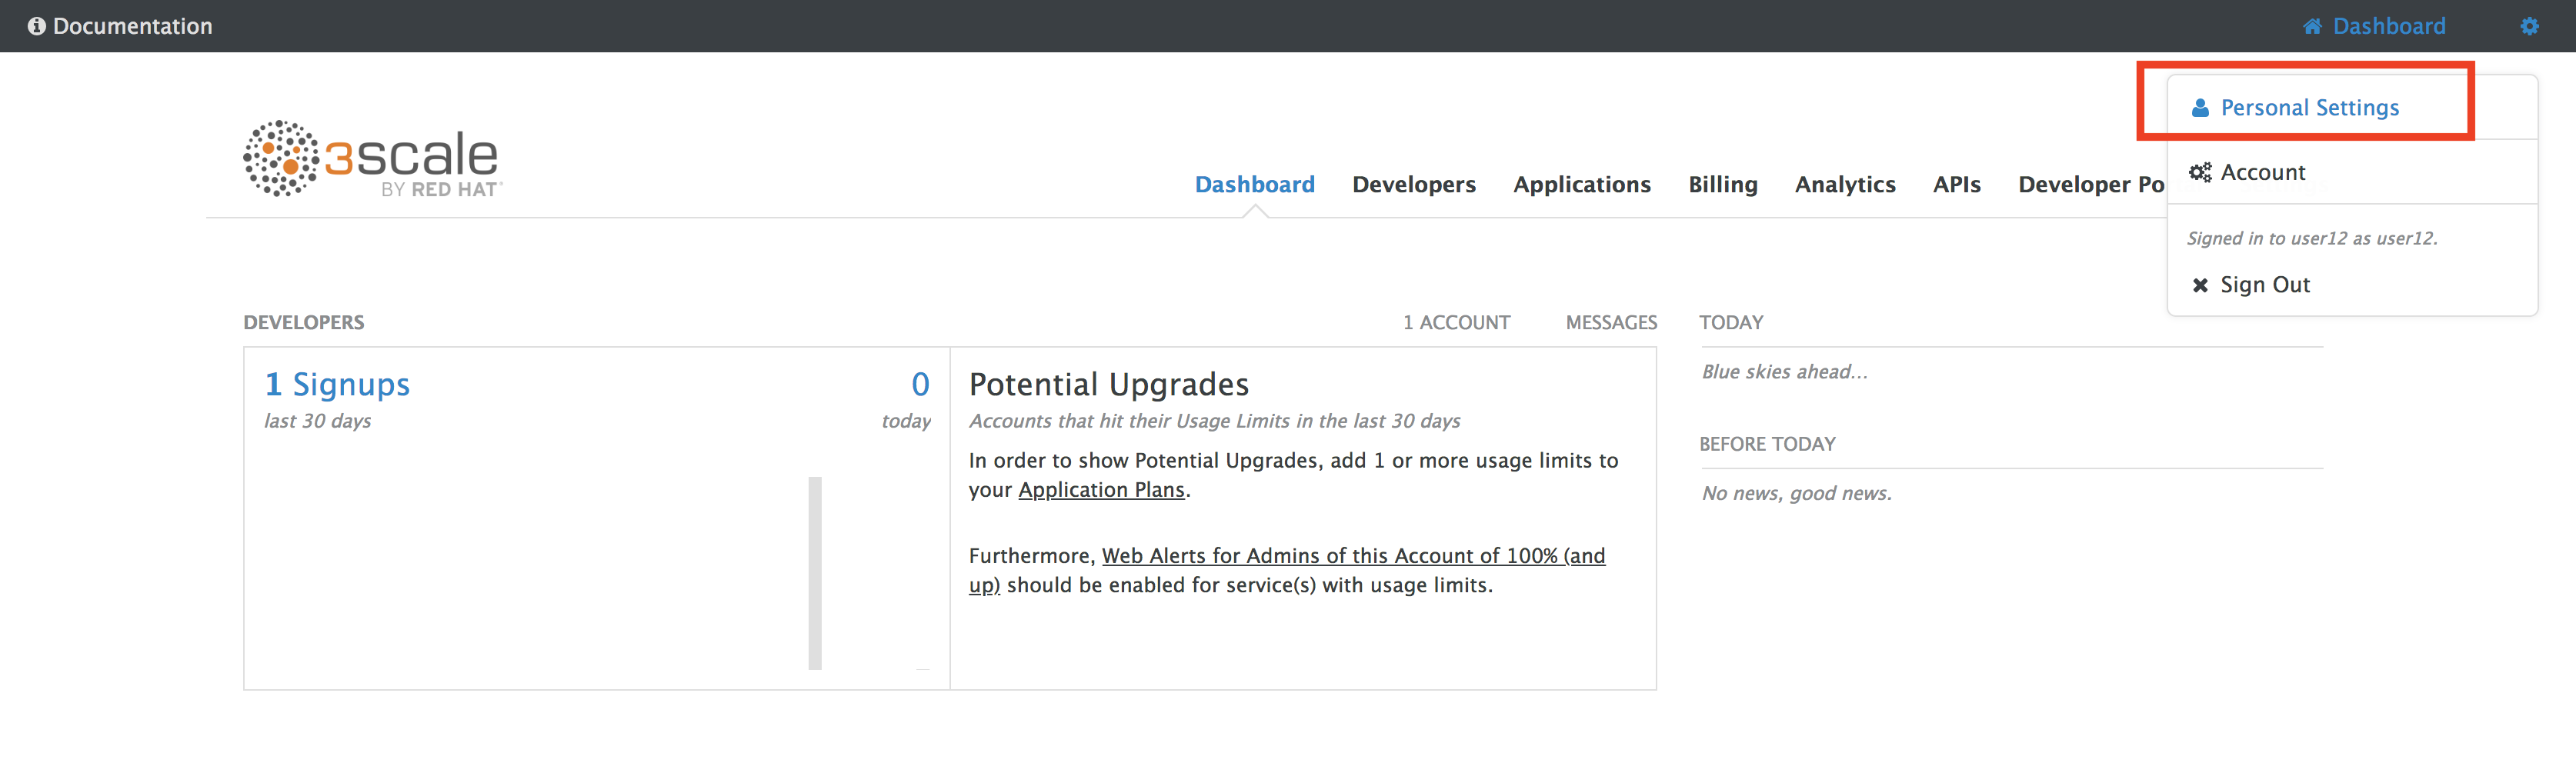 Documentation
Dashboard
Personal Settings
Account
Signed in to user12 as user12.
Sign Out
3scale
BY RED HAT
Dashboard Developers Applications Billing Analytics APIs Developer Po
DEVELOPERS
1 ACCOUNT
MESSAGES
1 Signups
0
last 30 days
today
Potential Upgrades
Accounts that hit their Usage Limits in the last 30 days
In order to show Potential Upgrades, add 1 or more usage limits to
your Application Plans.
Furthermore, Web Alerts for Admins of this Account of 100% (and
up) should be enabled for service(s) with usage limits.
TODAY
Blue skies ahead...
BEFORE TODAY
No news, good news.